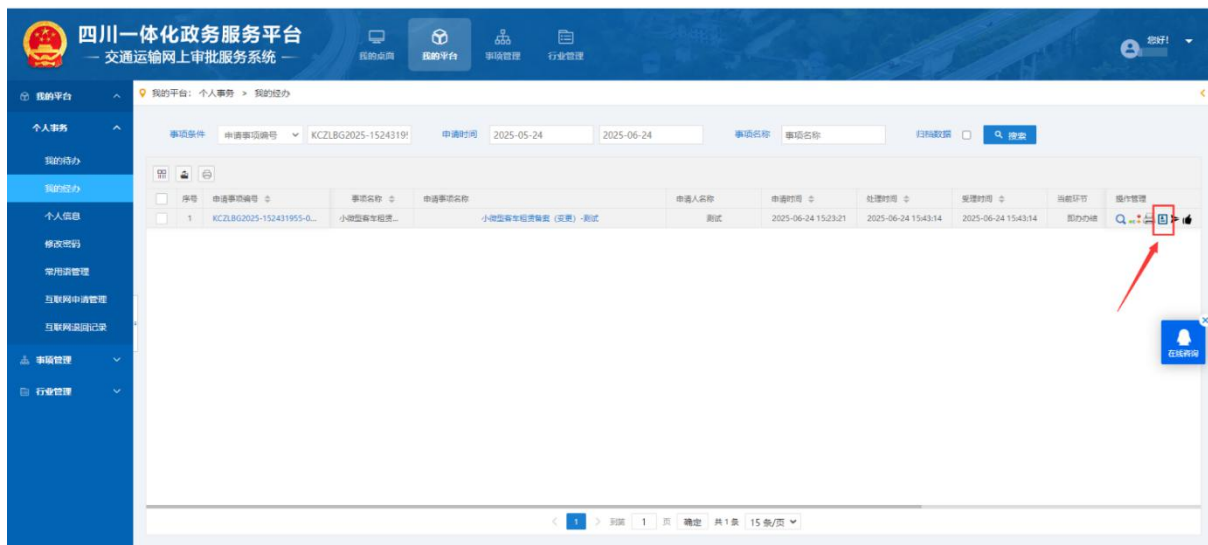 四川一体化政务服务平台
— 交通运输网上审批服务系统 —
我的桌面
我的平台
事项管理
行业管理
您好!
我的平台
个人事务
我的待办
我的经办
个人信息
修改密码
常用语管理
互联网申请管理
互联网退回记录
事项管理
行业管理
我的平台: 个人事务 > 我的经办
事项条件 申请事项编号 KCZLBG2025-1524319 申请时间 2025-05-24 2025-06-24 事项名称 事项名称 归档数据 搜索
序号 申请事项编号 事项名称 申请事项名称 申请人名称 申请时间 处理时间 受理时间 当前环节 操作管理
1 KCZLBG2025-152431955-0... 小微型客车租赁... 小微型客车租赁备案（变更）-测试 测试 2025-06-24 15:23:21 2025-06-24 15:43:14 2025-06-24 15:43:14 即办办结
在线咨询
< 1 > 到第 1 页 确定 共 1 条 15 条/页